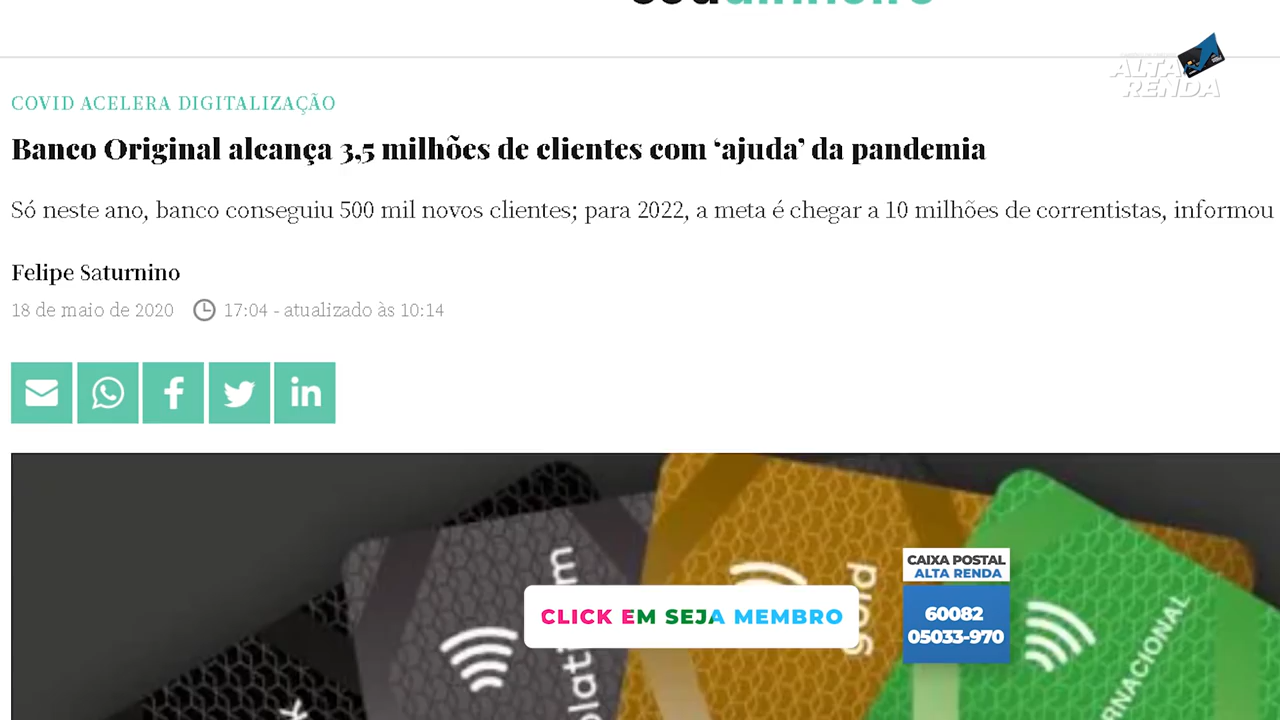 seudinheiro
ALTA
RENDA
COVID ACELERA DIGITALIZAÇÃO
Banco Original alcança 3,5 milhões de clientes com ‘ajuda’ da pandemia
Só neste ano, banco conseguiu 500 mil novos clientes; para 2022, a meta é chegar a 10 milhões de correntistas, informou
Felipe Saturnino
18 de maio de 2020 17:04 - atualizado às 10:14
in
CAIXA POSTAL
ALTA RENDA
60082
05033-970
CLICK EM SEJA MEMBRO
gold